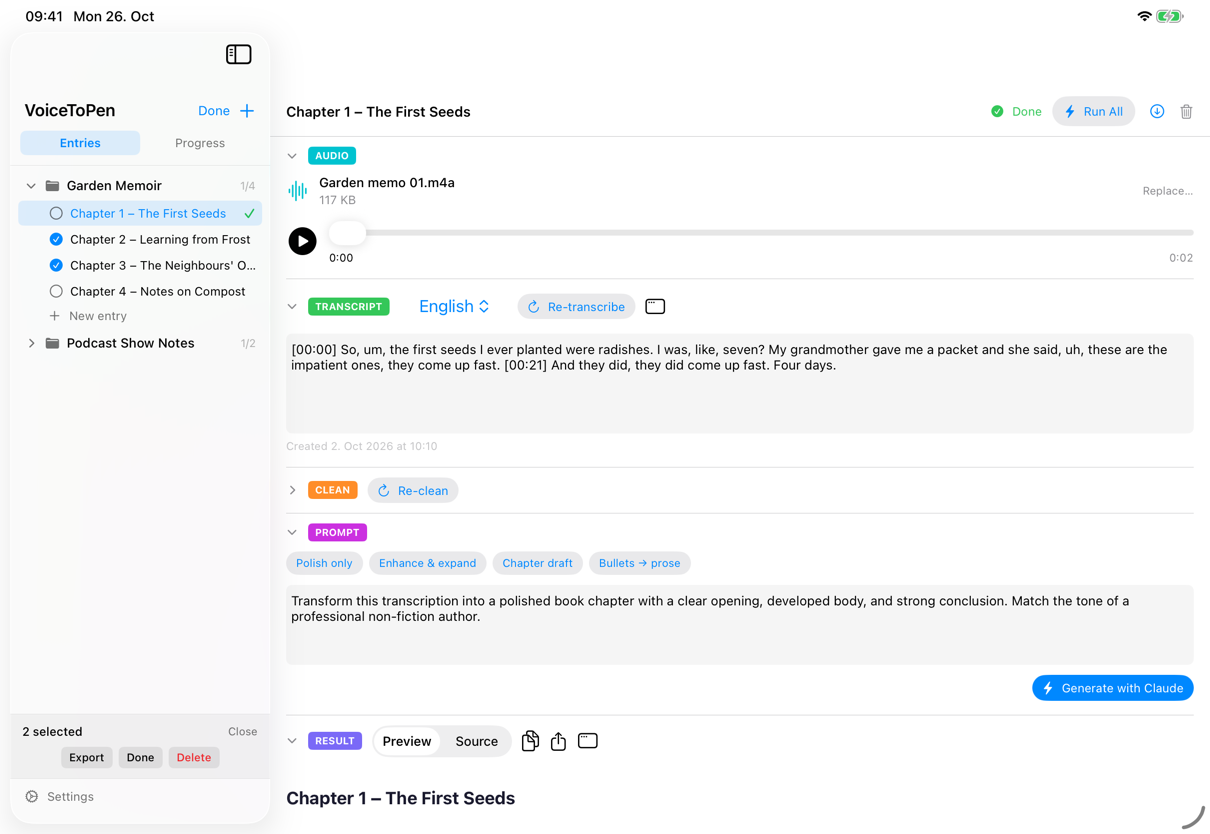 09:41 Mon 26. Oct
VoiceToPen
Done
Entries
Progress
Garden Memoir 1/4
Chapter 1 – The First Seeds
Chapter 2 – Learning from Frost
Chapter 3 – The Neighbours' O...
Chapter 4 – Notes on Compost
New entry
Podcast Show Notes 1/2
2 selected
Close
Export
Done
Delete
Settings
Chapter 1 – The First Seeds
Done
Run All
AUDIO
Garden memo 01.m4a
117 KB
Replace...
0:00
0:02
TRANSCRIPT
English
Re-transcribe
[00:00] So, um, the first seeds I ever planted were radishes. I was, like, seven? My grandmother gave me a packet and she said, uh, these are the
impatient ones, they come up fast. [00:21] And they did, they did come up fast. Four days.
Created 2. Oct 2026 at 10:10
CLEAN
Re-clean
PROMPT
Polish only
Enhance & expand
Chapter draft
Bullets → prose
Transform this transcription into a polished book chapter with a clear opening, developed body, and strong conclusion. Match the tone of a
professional non-fiction author.
Generate with Claude
RESULT
Preview
Source
Chapter 1 – The First Seeds